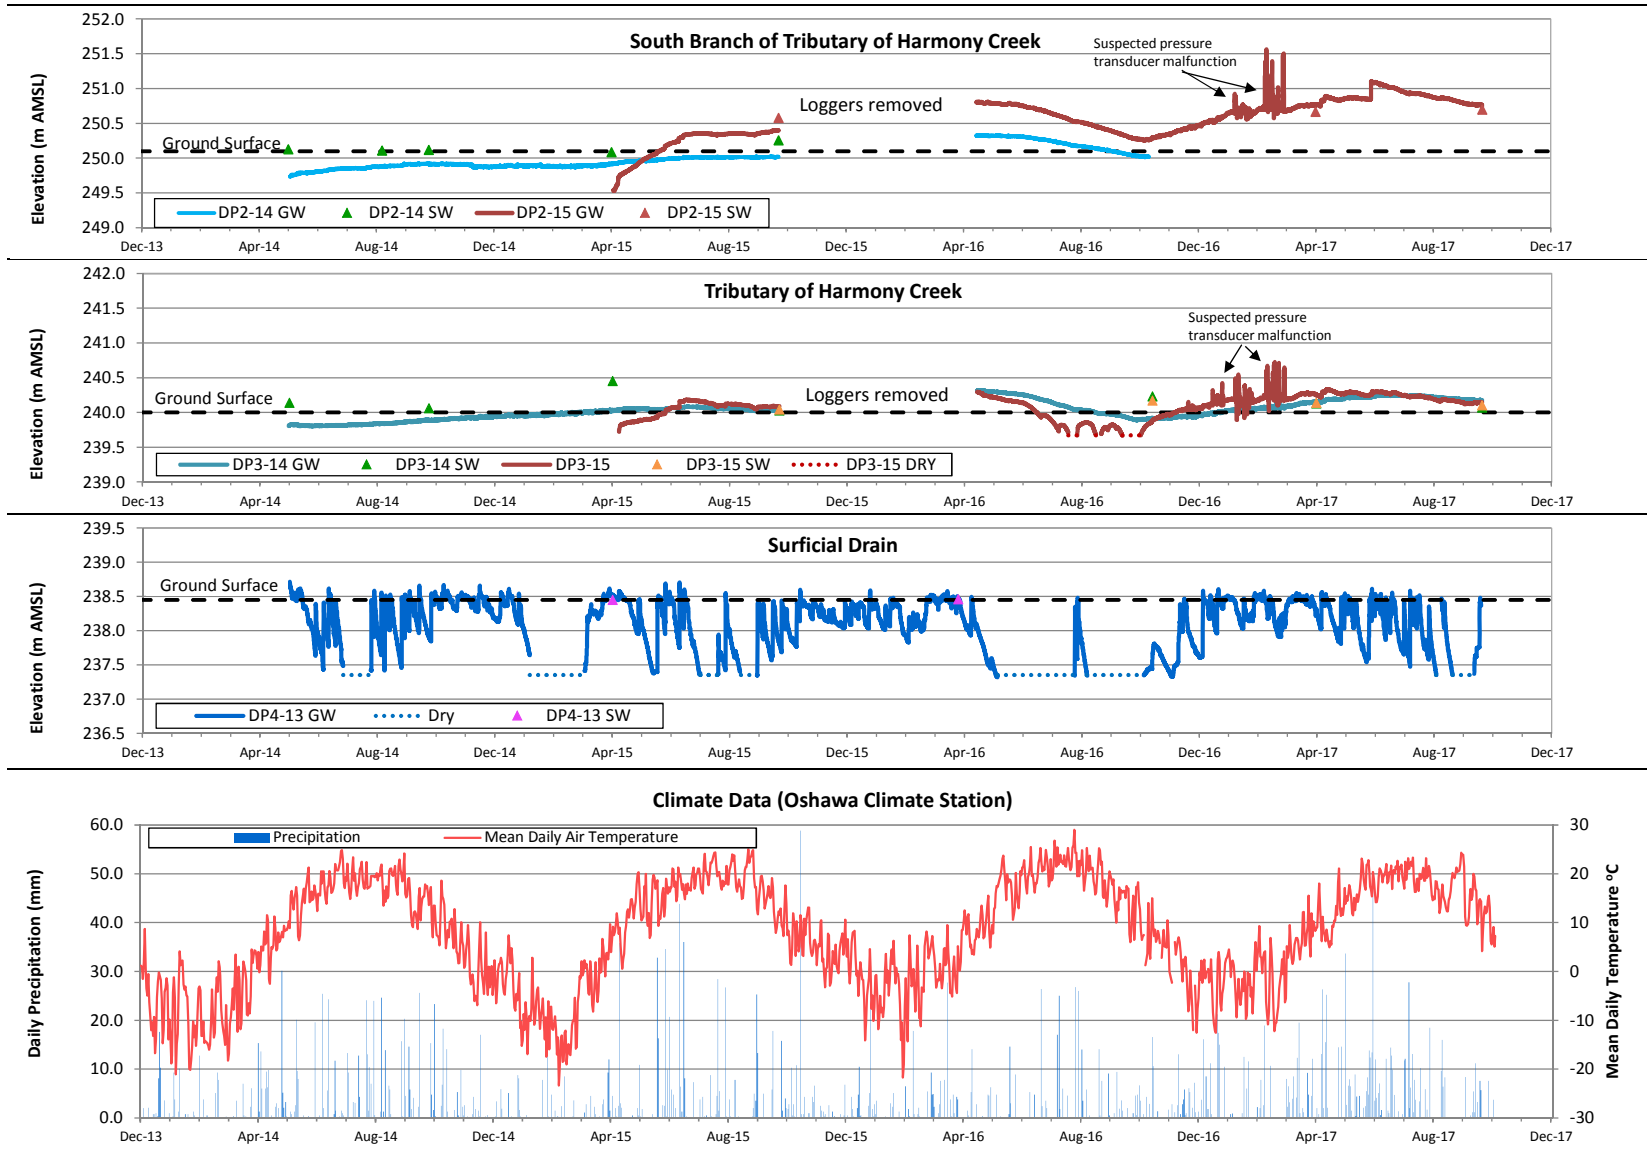 South Branch of Tributary of Harmony Creek
Elevation (m AMSL)
252.0
251.5
251.0
250.5
250.0
249.5
249.0
Suspected pressure
transducer malfunction
Loggers removed
Ground Surface
DP2-14 GW
DP2-14 SW
DP2-15 GW
DP2-15 SW
Dec-13
Apr-14
Aug-14
Dec-14
Apr-15
Aug-15
Dec-15
Apr-16
Aug-16
Dec-16
Apr-17
Aug-17
Dec-17
Tributary of Harmony Creek
Elevation (m AMSL)
242.0
241.5
241.0
240.5
240.0
239.5
239.0
Suspected pressure
transducer malfunction
Loggers removed
Ground Surface
DP3-14 GW
DP3-14 SW
DP3-15
DP3-15 SW
DP3-15 DRY
Dec-13
Apr-14
Aug-14
Dec-14
Apr-15
Aug-15
Dec-15
Apr-16
Aug-16
Dec-16
Apr-17
Aug-17
Dec-17
Surficial Drain
Elevation (m AMSL)
239.5
239.0
238.5
238.0
237.5
237.0
236.5
Ground Surface
DP4-13 GW
Dry
DP4-13 SW
Dec-13
Apr-14
Aug-14
Dec-14
Apr-15
Aug-15
Dec-15
Apr-16
Aug-16
Dec-16
Apr-17
Aug-17
Dec-17
Climate Data (Oshawa Climate Station)
Daily Precipitation (mm)
60.0
50.0
40.0
30.0
20.0
10.0
0.0
Precipitation
Mean Daily Air Temperature
30
20
10
0
-10
-20
-30
Mean Daily Temperature °C
Dec-13
Apr-14
Aug-14
Dec-14
Apr-15
Aug-15
Dec-15
Apr-16
Aug-16
Dec-16
Apr-17
Aug-17
Dec-17